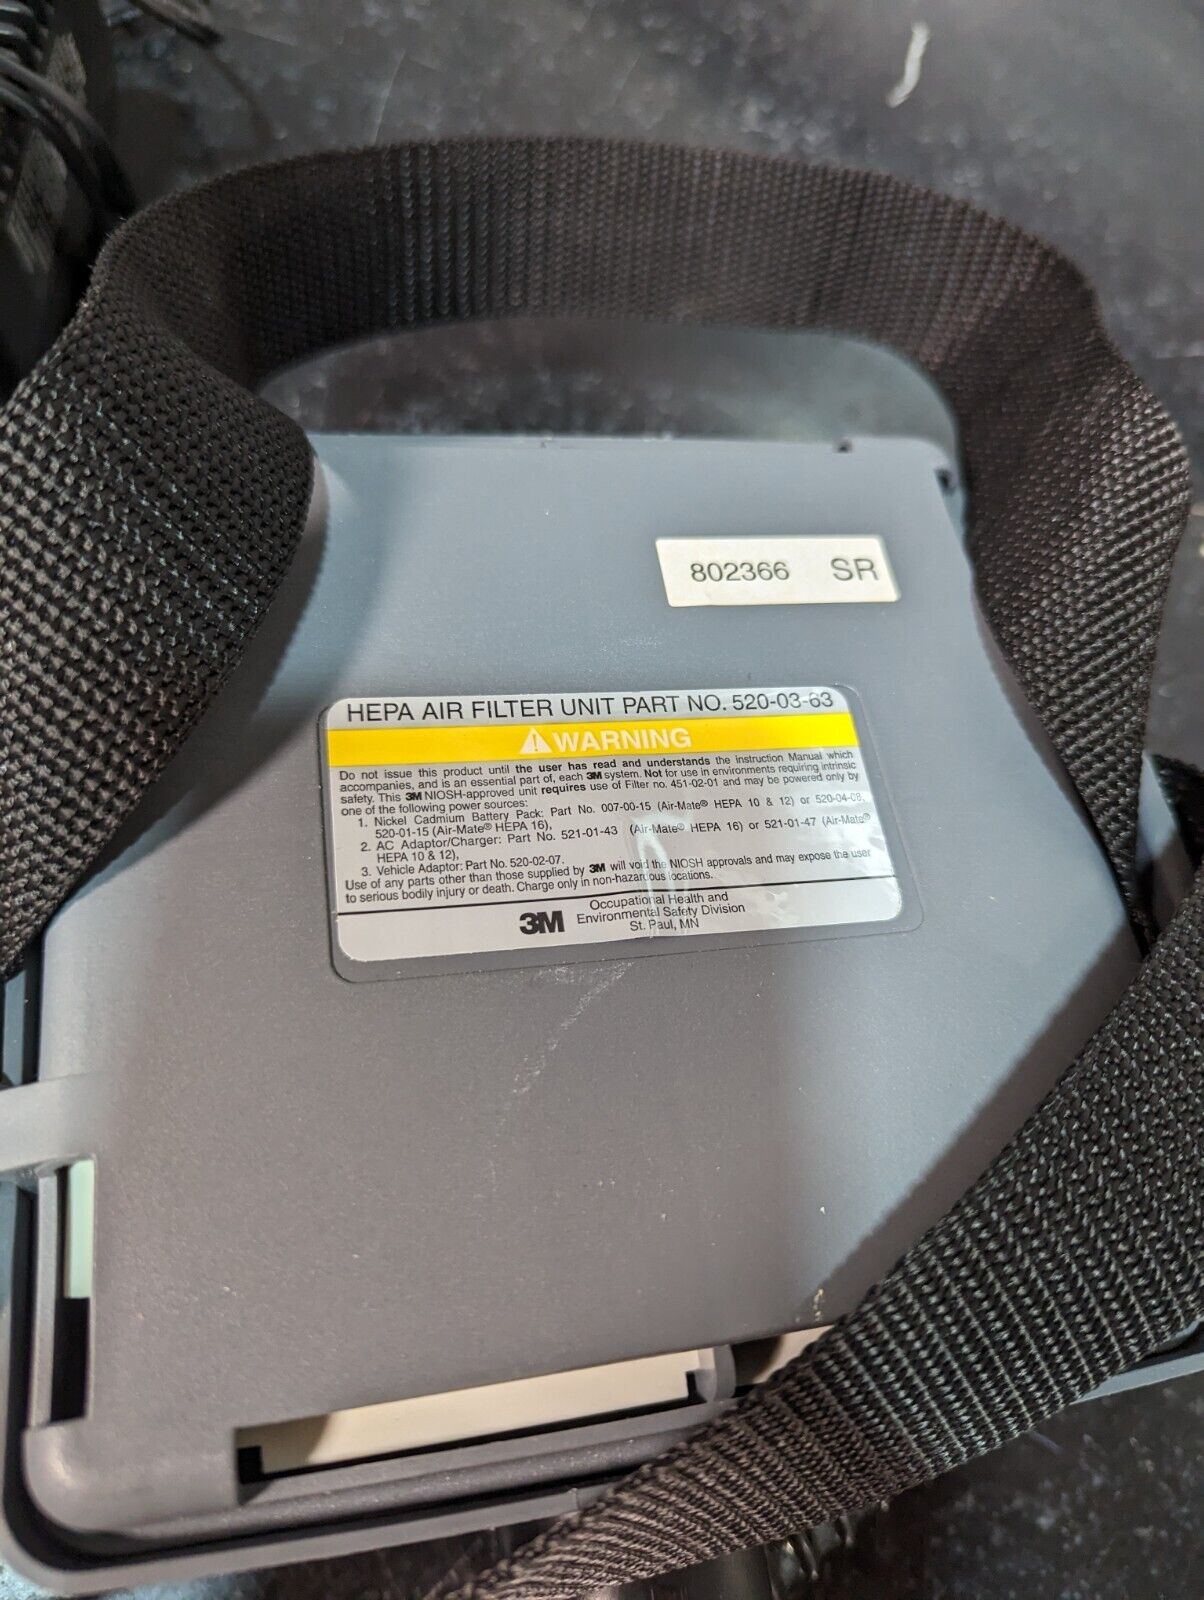 802366 SR
HEPA AIR FILTER UNIT PART NO. 520-03-63
WARNING
Do not issue this product until the user has read and understands the instruction Manual which
accompanies, and is an essential part of, each 3M system. Not for use in environments requiring intrinsic
safety. This 3M NIOSH-approved unit requires use of Filter no. 451-02-01 and may be powered only by
one of the following power sources:
1. Nickel Cadmium Battery Pack: Part No. 007-00-15 (Air-Mate® HEPA 10 & 12) or 520-04-08,
520-01-15 (Air-Mate® HEPA 16),
2. AC Adaptor/Charger: Part No. 521-01-43 (Air-Mate® HEPA 16) or 521-01-47 (Air-Mate®
HEPA 10 & 12),
3. Vehicle Adaptor: Part No. 520-02-07.
Use of any parts other than those supplied by 3M will void the NIOSH approvals and may expose the user
to serious bodily injury or death. Charge only in non-hazardous locations.
3M Occupational Health and
Environmental Safety Division
St. Paul, MN